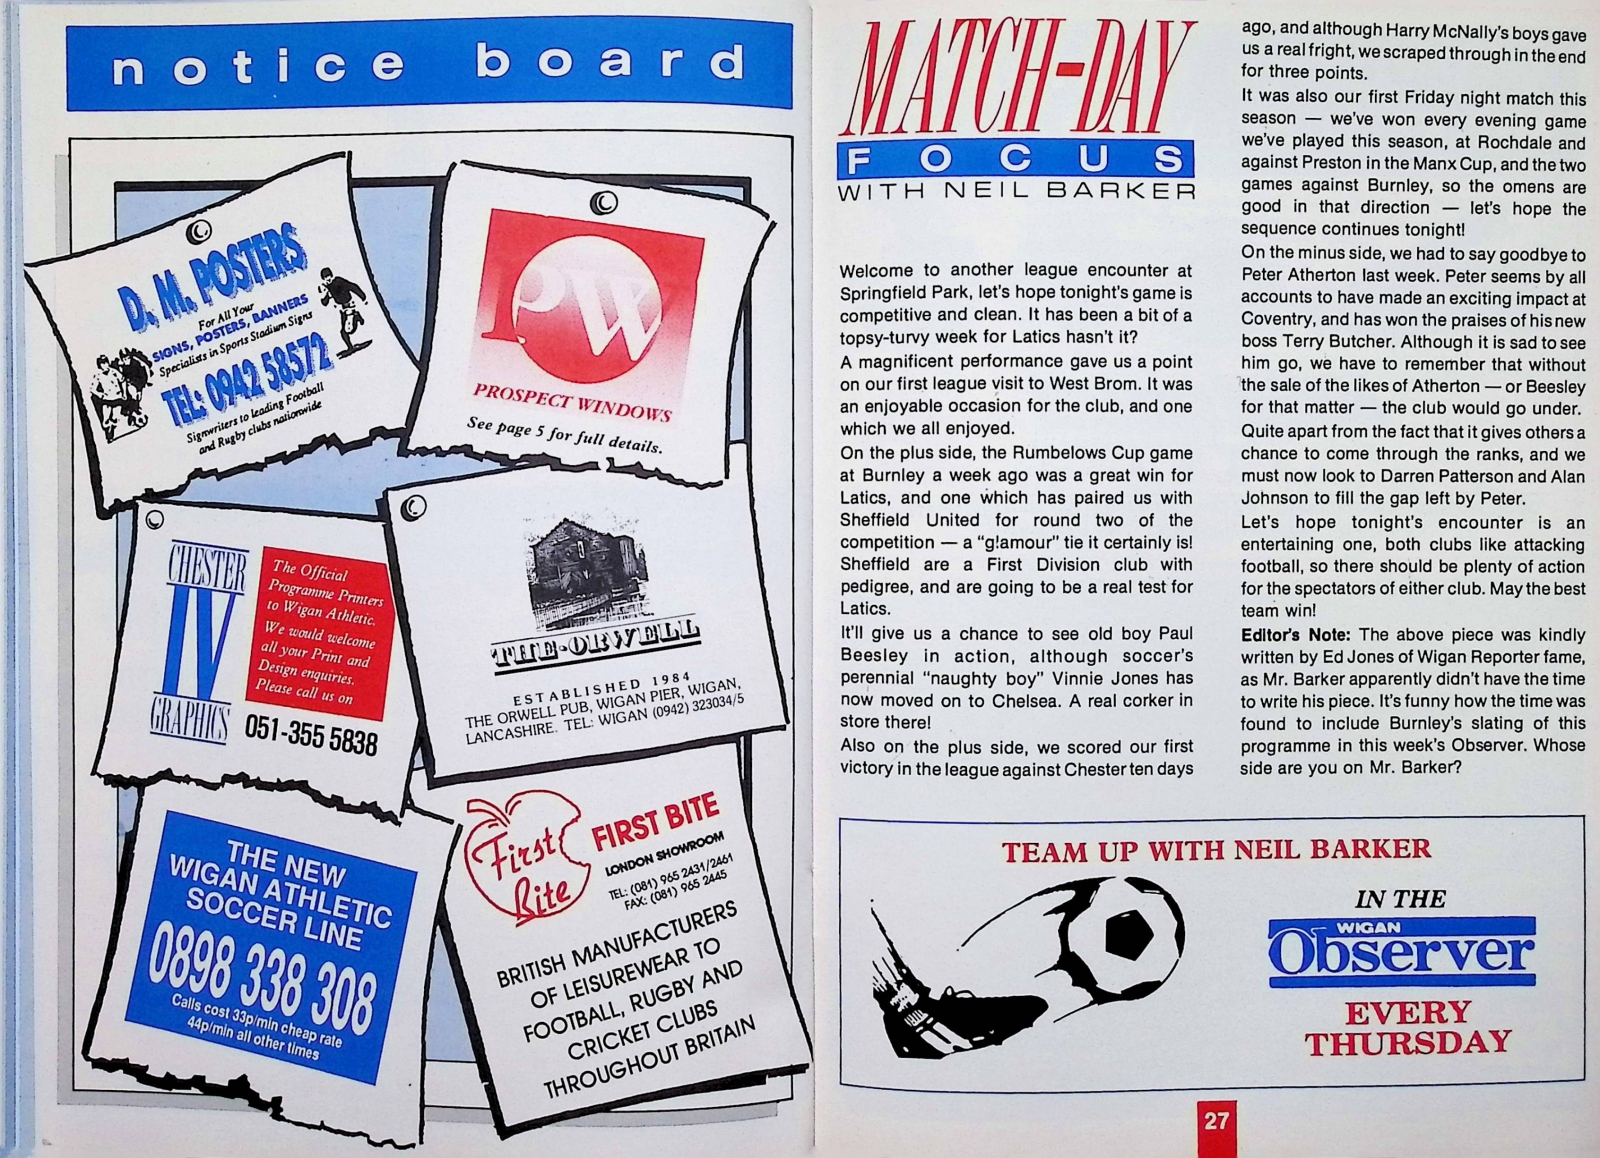 notice board
D. M. POSTERS
For All Your
SIGNS, POSTERS, BANNERS
Specialists in Sports Stadium Signs
TEL: 0942 58572
Signwriters to leading Football
and Rugby clubs nationwide
PW
PROSPECT WINDOWS
See page 5 for full details.
CHESTER
IV
GRAPHICS
The Official
Programme Printers
to Wigan Athletic.
We would welcome
all your Print and
Design enquiries.
Please call us on
051-355 5838
THE·ORWELL
ESTABLISHED 1984
THE ORWELL PUB, WIGAN PIER, WIGAN,
LANCASHIRE. TEL: WIGAN (0942) 323034/5
THE NEW
WIGAN ATHLETIC
SOCCER LINE
0898 338 308
Calls cost 33p/min cheap rate
44p/min all other times
First
Bite
FIRST BITE
LONDON SHOWROOM
TEL: (081) 965 2431/2461
FAX: (081) 965 2445
BRITISH MANUFACTURERS
OF LEISUREWEAR TO
FOOTBALL, RUGBY AND
CRICKET CLUBS
THROUGHOUT BRITAIN
MATCH-DAY
FOCUS
WITH NEIL BARKER
Welcome to another league encounter at
Springfield Park, let's hope tonight's game is
competitive and clean. It has been a bit of a
topsy-turvy week for Latics hasn't it?
A magnificent performance gave us a point
on our first league visit to West Brom. It was
an enjoyable occasion for the club, and one
which we all enjoyed.
On the plus side, the Rumbelows Cup game
at Burnley a week ago was a great win for
Latics, and one which has paired us with
Sheffield United for round two of the
competition — a "g!amour" tie it certainly is!
Sheffield are a First Division club with
pedigree, and are going to be a real test for
Latics.
It'll give us a chance to see old boy Paul
Beesley in action, although soccer's
perennial "naughty boy" Vinnie Jones has
now moved on to Chelsea. A real corker in
store there!
Also on the plus side, we scored our first
victory in the league against Chester ten days
ago, and although Harry McNally's boys gave
us a real fright, we scraped through in the end
for three points.
It was also our first Friday night match this
season — we've won every evening game
we've played this season, at Rochdale and
against Preston in the Manx Cup, and the two
games against Burnley, so the omens are
good in that direction — let's hope the
sequence continues tonight!
On the minus side, we had to say goodbye to
Peter Atherton last week. Peter seems by all
accounts to have made an exciting impact at
Coventry, and has won the praises of his new
boss Terry Butcher. Although it is sad to see
him go, we have to remember that without
the sale of the likes of Atherton — or Beesley
for that matter — the club would go under.
Quite apart from the fact that it gives others a
chance to come through the ranks, and we
must now look to Darren Patterson and Alan
Johnson to fill the gap left by Peter.
Let's hope tonight's encounter is an
entertaining one, both clubs like attacking
football, so there should be plenty of action
for the spectators of either club. May the best
team win!
Editor's Note: The above piece was kindly
written by Ed Jones of Wigan Reporter fame,
as Mr. Barker apparently didn't have the time
to write his piece. It's funny how the time was
found to include Burnley's slating of this
programme in this week's Observer. Whose
side are you on Mr. Barker?
TEAM UP WITH NEIL BARKER
IN THE
WIGAN
Observer
EVERY
THURSDAY
27